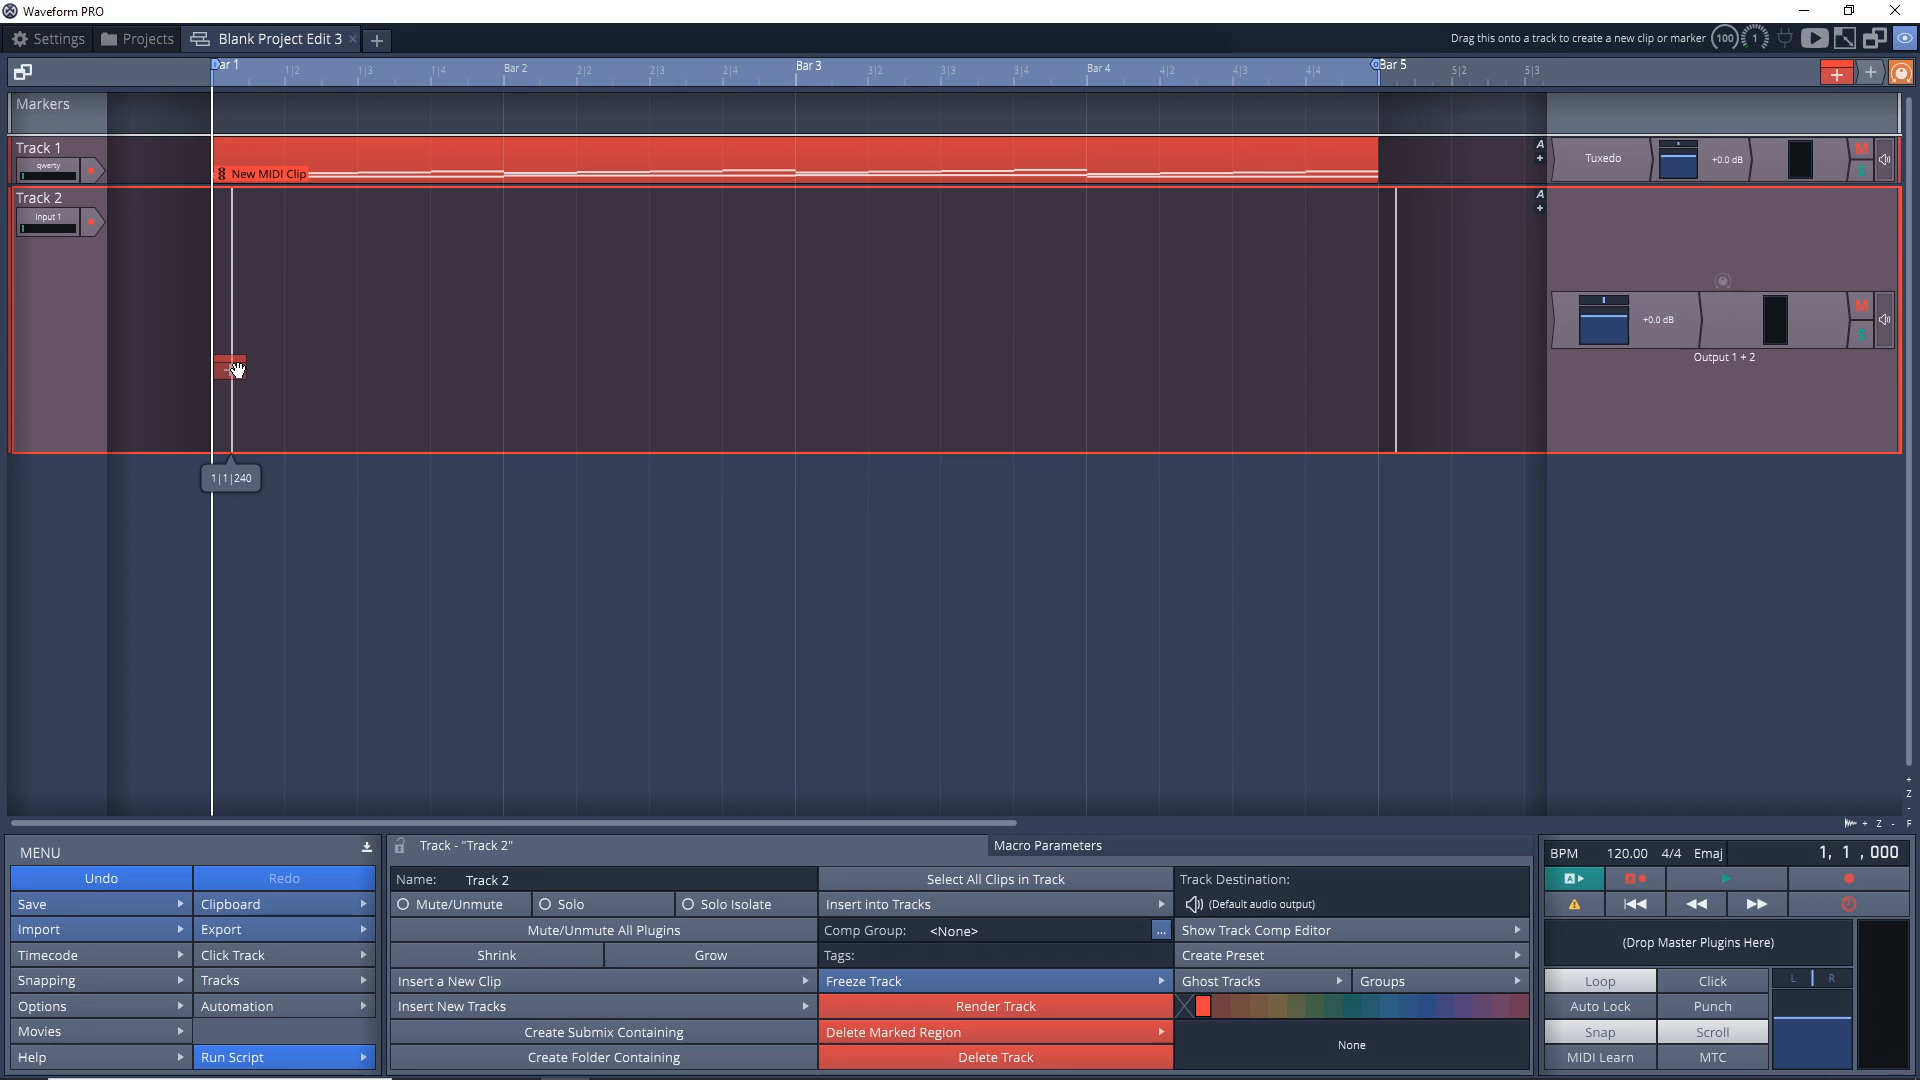 Waveform PRO
Settings
Projects
Blank Project Edit 3
Drag this onto a track to create a new clip or marker
100
1
Bar 1
1|2
1|3
1|4
Bar 2
2|2
2|3
2|4
Bar 3
3|2
3|3
3|4
Bar 4
4|2
4|3
4|4
Bar 5
5|2
5|3
Markers
Track 1
qwerty
New MIDI Clip
A
Tuxedo
+0.0 dB
M
S
Track 2
Input 1
A
+0.0 dB
M
S
Output 1 + 2
1|1|240
+ Z -
+ Z - F
MENU
Undo
Redo
Save
Clipboard
Import
Export
Timecode
Click Track
Snapping
Tracks
Options
Automation
Movies
Help
Run Script
Track - "Track 2"
Macro Parameters
Name: Track 2
Select All Clips in Track
Track Destination:
Mute/Unmute
Solo
Solo Isolate
Insert into Tracks
(Default audio output)
Mute/Unmute All Plugins
Comp Group: <None>
...
Show Track Comp Editor
Shrink
Grow
Tags:
Create Preset
Insert a New Clip
Freeze Track
Ghost Tracks
Groups
Insert New Tracks
Render Track
Create Submix Containing
Delete Marked Region
Create Folder Containing
Delete Track
None
BPM 120.00 4/4 Emaj 1, 1 , 000
A
A
(Drop Master Plugins Here)
Loop
Click
L R
Auto Lock
Punch
Snap
Scroll
MIDI Learn
MTC